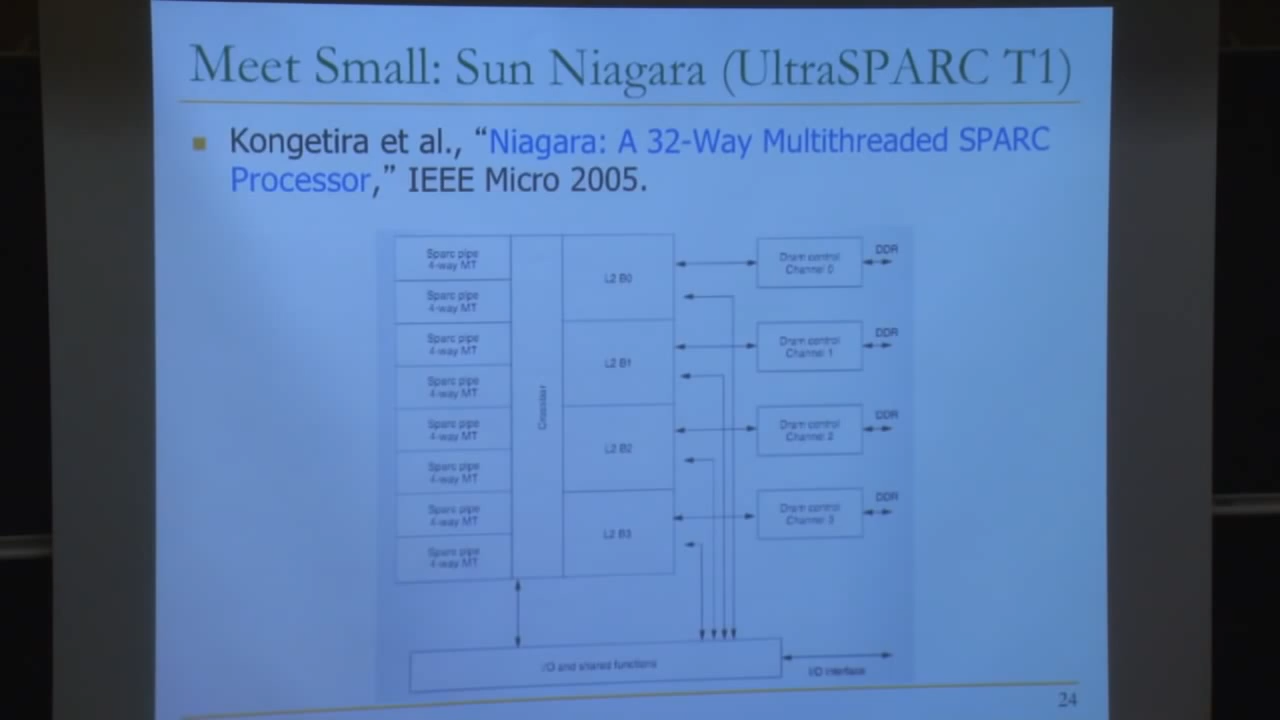 Meet Small: Sun Niagara (UltraSPARC T1)
Kongetira et al., “Niagara: A 32-Way Multithreaded SPARC
Processor,” IEEE Micro 2005.
Sparc pipe
4-way MT
Sparc pipe
4-way MT
Sparc pipe
4-way MT
Sparc pipe
4-way MT
Sparc pipe
4-way MT
Sparc pipe
4-way MT
Sparc pipe
4-way MT
Sparc pipe
4-way MT
Crossbar
L2 B0
L2 B1
L2 B2
L2 B3
Dram control
Channel 0
DDR
Dram control
Channel 1
DDR
Dram control
Channel 2
DDR
Dram control
Channel 3
DDR
I/O and shared functions
I/O interface
24